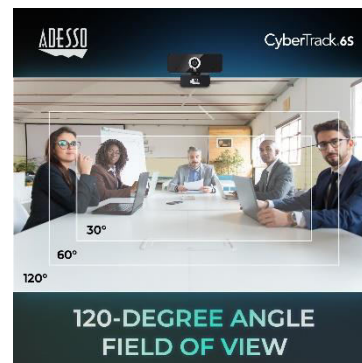 ADESSO
CyberTrack.6S
30°
60°
120°
120-DEGREE ANGLE
FIELD OF VIEW